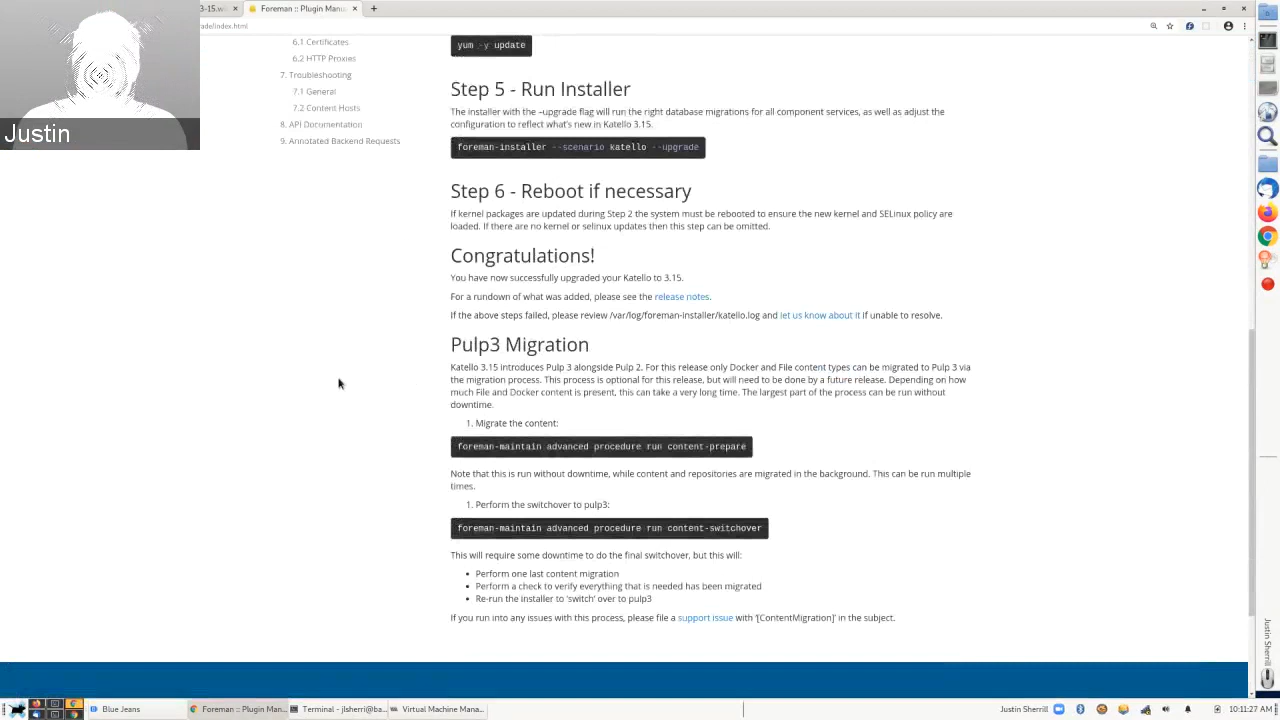 3-15.wi
Foreman :: Plugin Man
ade/index.html
Justin
6.1 Certificates
6.2 HTTP Proxies
7. Troubleshooting
7.1 General
7.2 Content Hosts
8. API Documentation
9. Annotated Backend Requests
yum -y update
Step 5 - Run Installer
The installer with the –upgrade flag will run the right database migrations for all component services, as well as adjust the
configuration to reflect what's new in Katello 3.15.
foreman-installer --scenario katello --upgrade
Step 6 - Reboot if necessary
If kernel packages are updated during Step 2 the system must be rebooted to ensure the new kernel and SELinux policy are
loaded. If there are no kernel or selinux updates then this step can be omitted.
Congratulations!
You have now successfully upgraded your Katello to 3.15.
For a rundown of what was added, please see the release notes.
If the above steps failed, please review /var/log/foreman-installer/katello.log and let us know about it if unable to resolve.
Pulp3 Migration
Katello 3.15 introduces Pulp 3 alongside Pulp 2. For this release only Docker and File content types can be migrated to Pulp 3 via
the migration process. This process is optional for this release, but will need to be done by a future release. Depending on how
much File and Docker content is present, this can take a very long time. The largest part of the process can be run without
downtime.
1. Migrate the content:
foreman-maintain advanced procedure run content-prepare
Note that this is run without downtime, while content and repositories are migrated in the background. This can be run multiple
times.
1. Perform the switchover to pulp3:
foreman-maintain advanced procedure run content-switchover
This will require some downtime to do the final switchover, but this will:
• Perform one last content migration
• Perform a check to verify everything that is needed has been migrated
• Re-run the installer to 'switch' over to pulp3
If you run into any issues with this process, please file a support issue with '[ContentMigration]' in the subject.
Justin Sherrill
Blue Jeans
Foreman :: Plugin Man...
Terminal - jlsherri@ba...
Virtual Machine Mana...
Justin Sherrill
10:11:27 AM